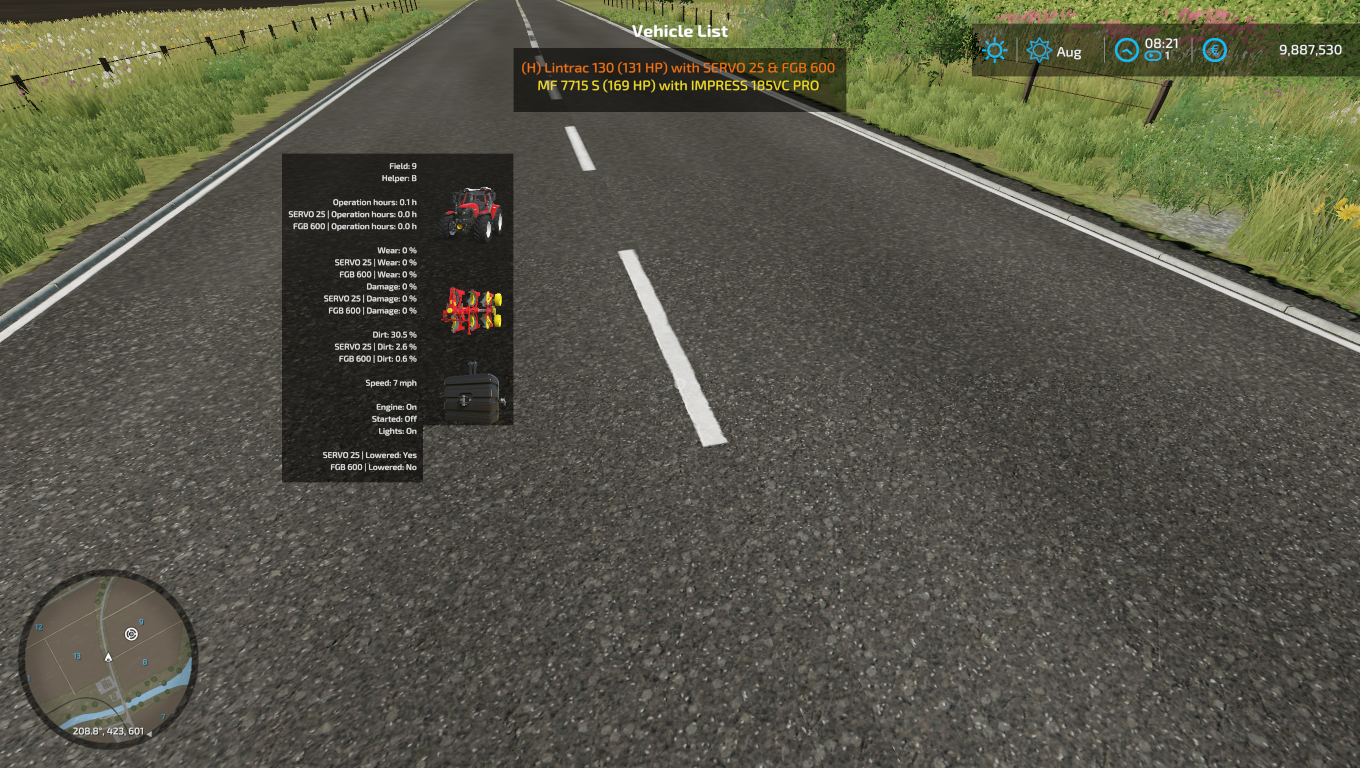 Vehicle List
(H) Lintrac 130 (131 HP) with SERVO 25 & FGB 600
MF 7715 S (169 HP) with IMPRESS 185VC PRO
Aug
08:21
1
9,887,530
Field: 9
Helper: B
Operation hours: 0.1 h
SERVO 25 | Operation hours: 0.0 h
FGB 600 | Operation hours: 0.0 h
Wear: 0 %
SERVO 25 | Wear: 0 %
FGB 600 | Wear: 0 %
Damage: 0 %
SERVO 25 | Damage: 0 %
FGB 600 | Damage: 0 %
Dirt: 30.5 %
SERVO 25 | Dirt: 2.6 %
FGB 600 | Dirt: 0.6 %
Speed: 7 mph
Engine: On
Started: Off
Lights: On
SERVO 25 | Lowered: Yes
FGB 600 | Lowered: No
9
12
13
8
7
208.8°, 423, 601